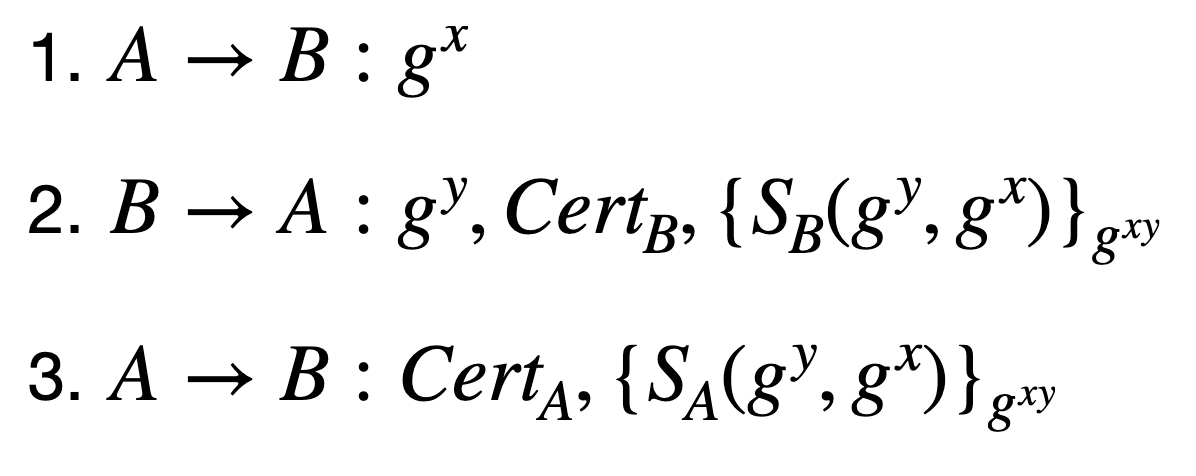 1. A → B : g^x
2. B → A : g^y, Cert_B, {S_B(g^y, g^x)}_{g^{xy}}
3. A → B : Cert_A, {S_A(g^y, g^x)}_{g^{xy}}